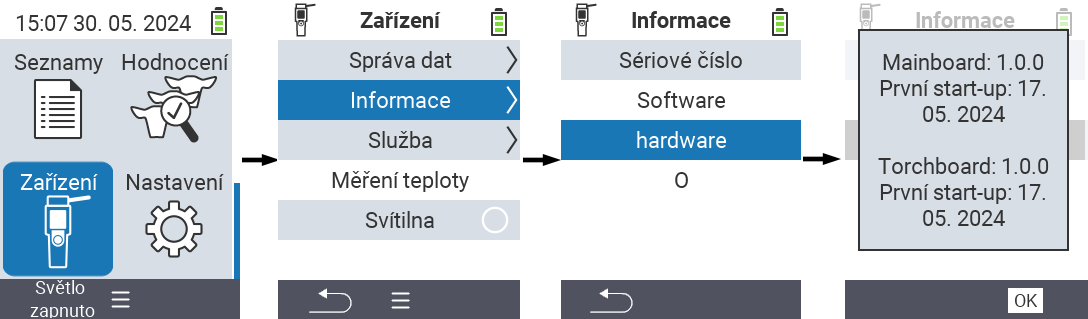 15:07 30. 05. 2024
Seznamy
Hodnocení
Zařízení
Nastavení
Světlo
zapnuto
Zařízení
Správa dat
Informace
Služba
Měření teploty
Svítilna
Informace
Sériové číslo
Software
hardware
O
Informace
Mainboard: 1.0.0
První start-up: 17.
05. 2024
Torchboard: 1.0.0
První start-up: 17.
05. 2024
OK